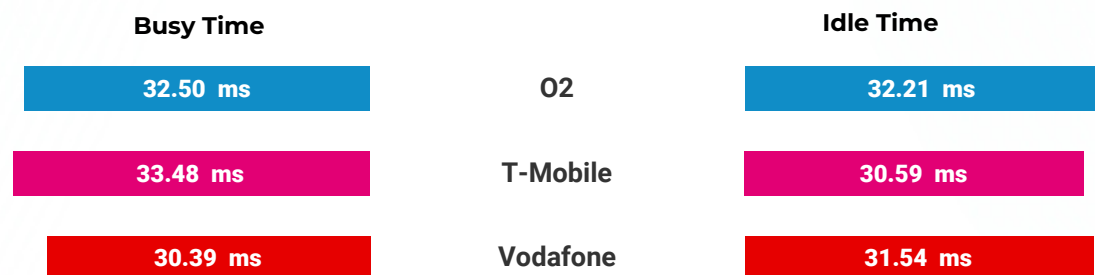 Busy Time Idle Time
32.50 ms O2 32.21 ms
33.48 ms T-Mobile 30.59 ms
30.39 ms Vodafone 31.54 ms